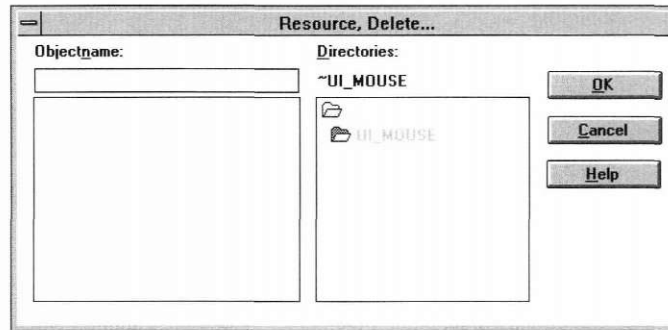 Resource, Delete...
Objectname:
Directories:
~UI_MOUSE
UI_MOUSE
OK
Cancel
Help